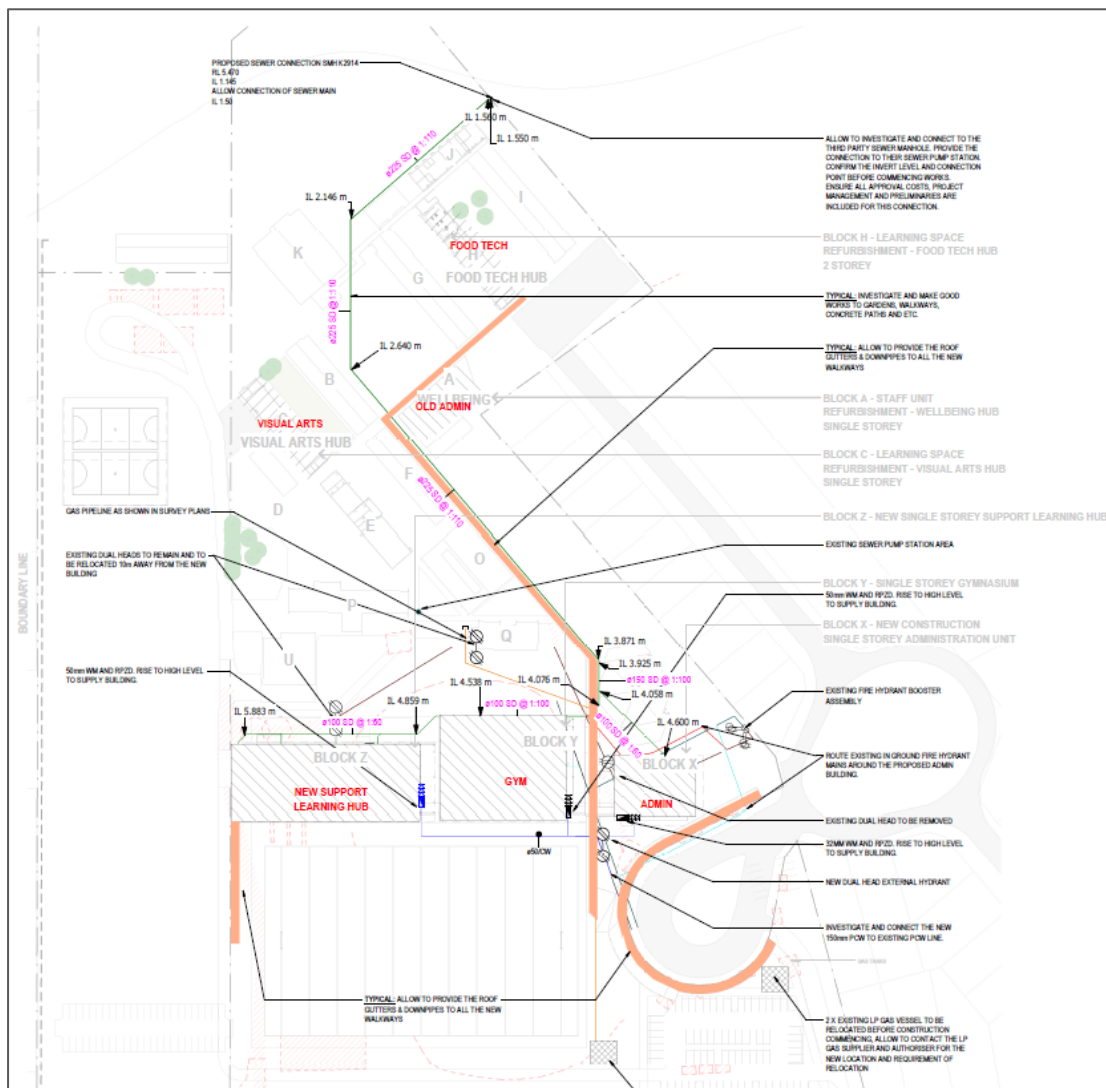 PROPOSED SEWER CONNECTION SMH K2914
RL 5.470
IL 1.145
ALLOW CONNECTION OF SEWER MAIN
IL 1.50
IL 1.560 m
IL 1.550 m
ø225 SD @ 1:110
J
I
ALLOW TO INVESTIGATE AND CONNECT TO THE
THIRD PARTY SEWER MANHOLE. PROVIDE THE
CONNECTION TO THEIR SEWER PUMP STATION.
CONFIRM THE INVERT LEVEL AND CONNECTION
POINT BEFORE COMMENCING WORKS.
ENSURE ALL APPROVAL COSTS, PROJECT
MANAGEMENT AND PRELIMINARIES ARE
INCLUDED FOR THIS CONNECTION.
IL 2.146 m
K
FOOD TECH
H
G
FOOD TECH HUB
BLOCK H - LEARNING SPACE
REFURBISHMENT - FOOD TECH HUB
2 STOREY
ø225 SD @ 1:110
TYPICAL: INVESTIGATE AND MAKE GOOD
WORKS TO GARDENS, WALKWAYS,
CONCRETE PATHS AND ETC.
IL 2.640 m
TYPICAL: ALLOW TO PROVIDE THE ROOF
GUTTERS & DOWNPIPES TO ALL THE NEW
WALKWAYS
B
A
WELLBEING
OLD ADMIN
C
VISUAL ARTS
VISUAL ARTS HUB
BLOCK A - STAFF UNIT
REFURBISHMENT - WELLBEING HUB
SINGLE STOREY
BLOCK C - LEARNING SPACE
REFURBISHMENT - VISUAL ARTS HUB
SINGLE STOREY
F
ø225 SD @ 1:110
D
E
GAS PIPELINE AS SHOWN IN SURVEY PLANS
BLOCK Z - NEW SINGLE STOREY SUPPORT LEARNING HUB
EXISTING DUAL HEADS TO REMAIN AND TO
BE RELOCATED 10m AWAY FROM THE NEW
BUILDING
O
EXISTING SEWER PUMP STATION AREA
BOUNDARY LINE
BLOCK Y - SINGLE STOREY GYMNASIUM
50mm WM AND RPZD. RISE TO HIGH LEVEL
TO SUPPLY BUILDING.
P
Q
U
BLOCK X - NEW CONSTRUCTION
SINGLE STOREY ADMINISTRATION UNIT
50mm WM AND RPZD. RISE TO HIGH LEVEL
TO SUPPLY BUILDING.
IL 3.871 m
IL 3.925 m
ø150 SD @ 1:100
IL 4.076 m
IL 4.058 m
IL 4.538 m
IL 4.859 m
IL 5.883 m
ø100 SD @ 1:60
ø100 SD @ 1:100
ø100 SD @ 1:60
IL 4.600 m
EXISTING FIRE HYDRANT BOOSTER
ASSEMBLY
BLOCK Z
BLOCK Y
BLOCK X
ROUTE EXISTING IN GROUND FIRE HYDRANT
MAINS AROUND THE PROPOSED ADMIN
BUILDING.
NEW SUPPORT
LEARNING HUB
GYM
ADMIN
EXISTING DUAL HEAD TO BE REMOVED
ø50/CW
32MM WM AND RPZD. RISE TO HIGH LEVEL
TO SUPPLY BUILDING.
NEW DUAL HEAD EXTERNAL HYDRANT
INVESTIGATE AND CONNECT THE NEW
150mm PCW TO EXISTING PCW LINE.
TYPICAL: ALLOW TO PROVIDE THE ROOF
GUTTERS & DOWNPIPES TO ALL THE NEW
WALKWAYS
2 X EXISTING LP GAS VESSEL TO BE
RELOCATED BEFORE CONSTRUCTION
COMMENCING, ALLOW TO CONTACT THE LP
GAS SUPPLIER AND AUTHORISER FOR THE
NEW LOCATION AND REQUIREMENT OF
RELOCATION